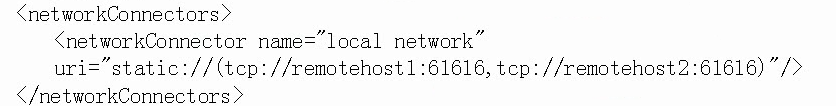 <networkConnectors>
<networkConnector name="local network"
uri="static://(tcp://remotehost1:61616,tcp://remotehost2:61616)"/>
</networkConnectors>